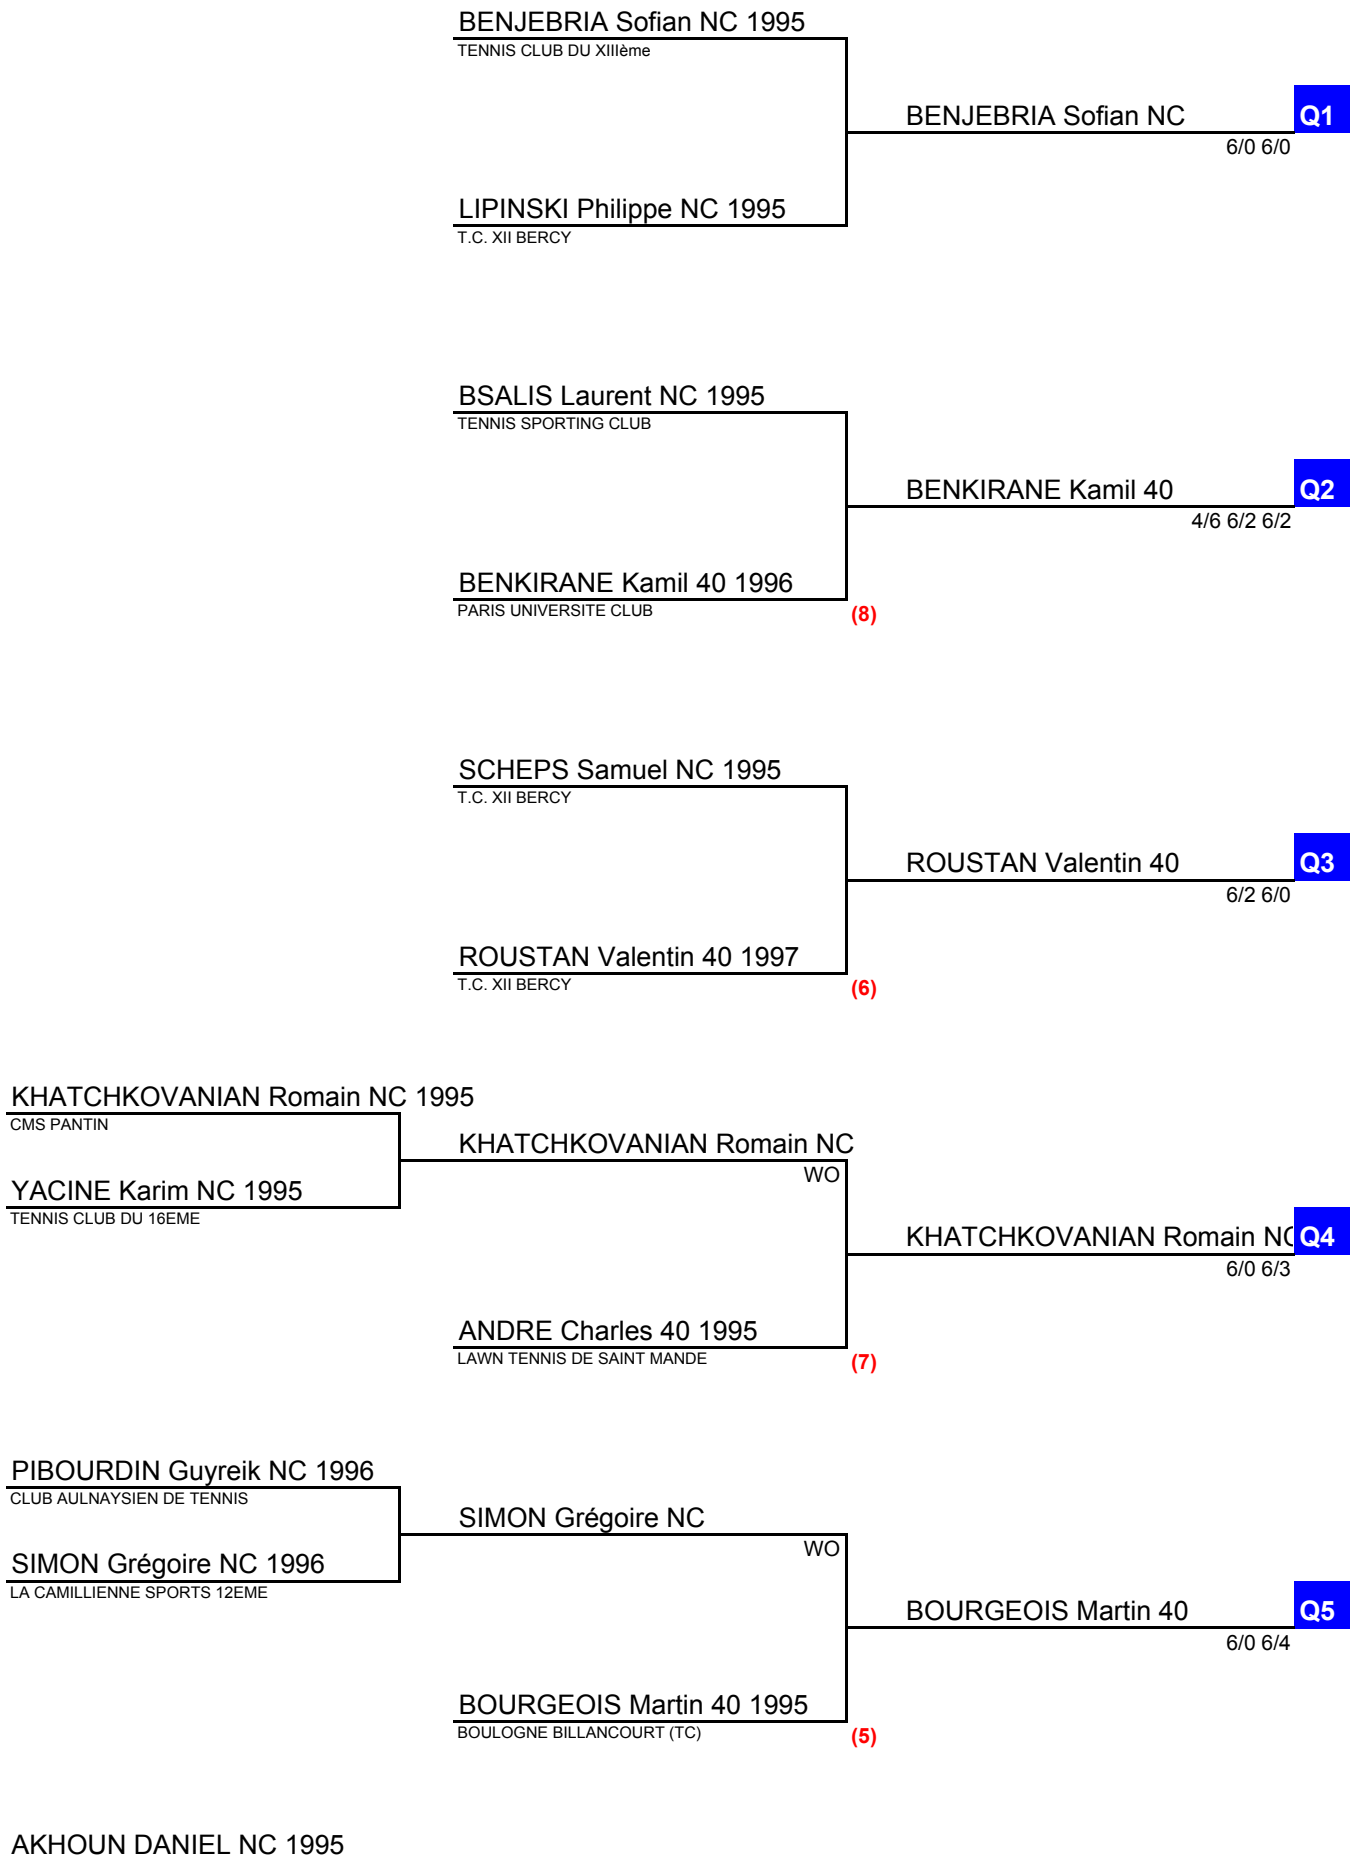 BENJEBRIA Sofian NC 1995
TENNIS CLUB DU XIIIème
BENJEBRIA Sofian NC
Q1
6/0 6/0
LIPINSKI Philippe NC 1995
T.C. XII BERCY
BSALIS Laurent NC 1995
TENNIS SPORTING CLUB
BENKIRANE Kamil 40
Q2
4/6 6/2 6/2
BENKIRANE Kamil 40 1996
PARIS UNIVERSITE CLUB
(8)
SCHEPS Samuel NC 1995
T.C. XII BERCY
ROUSTAN Valentin 40
Q3
6/2 6/0
ROUSTAN Valentin 40 1997
T.C. XII BERCY
(6)
KHATCHKOVANIAN Romain NC 1995
CMS PANTIN
KHATCHKOVANIAN Romain NC
WO
YACINE Karim NC 1995
TENNIS CLUB DU 16EME
KHATCHKOVANIAN Romain NC
Q4
6/0 6/3
ANDRE Charles 40 1995
LAWN TENNIS DE SAINT MANDE
(7)
PIBOURDIN Guyreik NC 1996
CLUB AULNAYSIEN DE TENNIS
SIMON Grégoire NC
WO
SIMON Grégoire NC 1996
LA CAMILLIENNE SPORTS 12EME
BOURGEOIS Martin 40
Q5
6/0 6/4
BOURGEOIS Martin 40 1995
BOULOGNE BILLANCOURT (TC)
(5)
AKHOUN DANIEL NC 1995